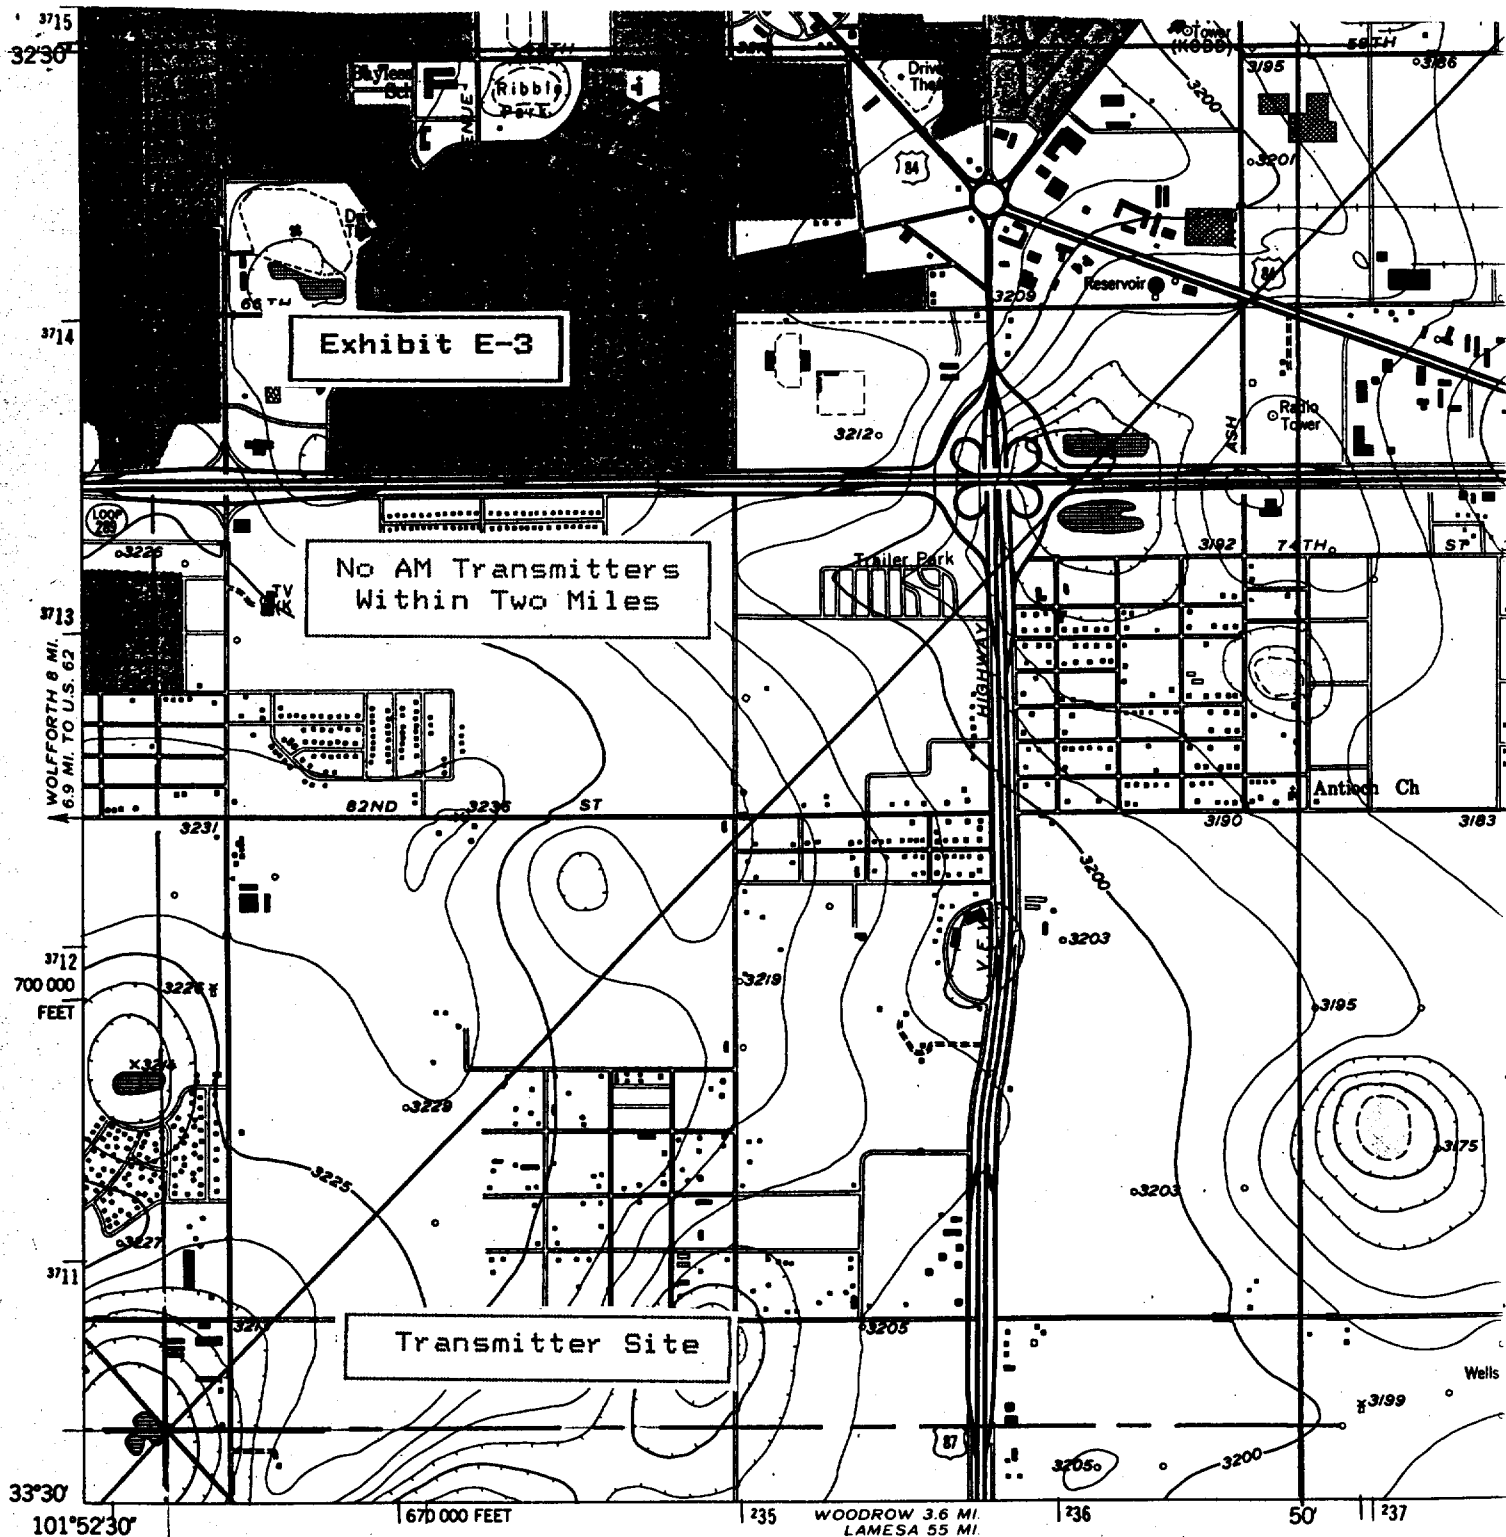 3715
32'30"
58TH
Tower
(KOBD)
58TH
3195
3186
Ribble
Park
3200
3201
84
66TH
3209
Reservoir
84
3714
Exhibit E-3
3212
ASH
Radio
Tower
LOOP
289
3226
Trailer Park
3192
74TH
ST
No AM Transmitters
Within Two Miles
TV
3713
WOLFFORTH 8 MI.
6.9 MI. TO U.S. 62
HIGHWAY
82ND
3236
ST
Antioch Ch
3231
3190
3183
3200
3203
3712
700 000
FEET
3226
3219
3195
3214
3229
3175
3225
3203
3227
3711
3205
Transmitter Site
Wells
3199
87
3205
3200
33°30'
101°52'30"
670 000 FEET
235
WOODROW 3.6 MI.
LAMESA 55 MI.
236
50'
237